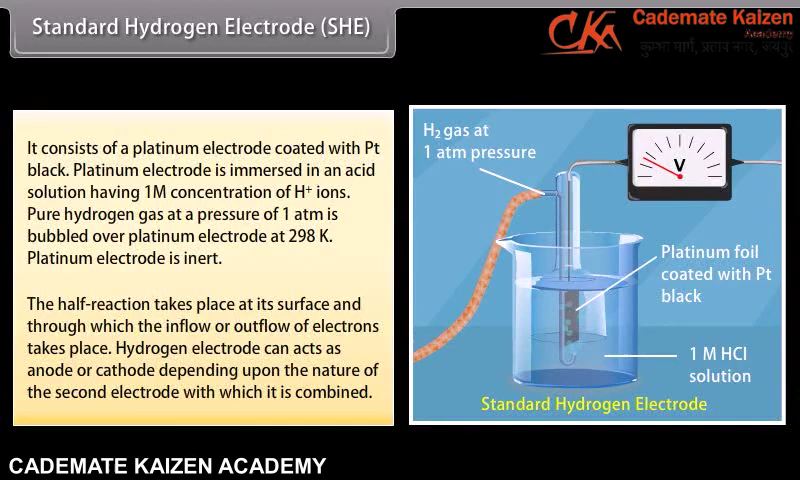 Standard Hydrogen Electrode (SHE)
Cademate Kaizen
Academy
CKA
कुम्भा मार्ग, प्रताप नगर, जयपुर
It consists of a platinum electrode coated with Pt
black. Platinum electrode is immersed in an acid
solution having 1M concentration of H⁺ ions.
Pure hydrogen gas at a pressure of 1 atm is
bubbled over platinum electrode at 298 K.
Platinum electrode is inert.
The half-reaction takes place at its surface and
through which the inflow or outflow of electrons
takes place. Hydrogen electrode can acts as
anode or cathode depending upon the nature of
the second electrode with which it is combined.
H₂ gas at
1 atm pressure
V
Platinum foil
coated with Pt
black
1 M HCl
solution
Standard Hydrogen Electrode
CADEMATE KAIZEN ACADEMY